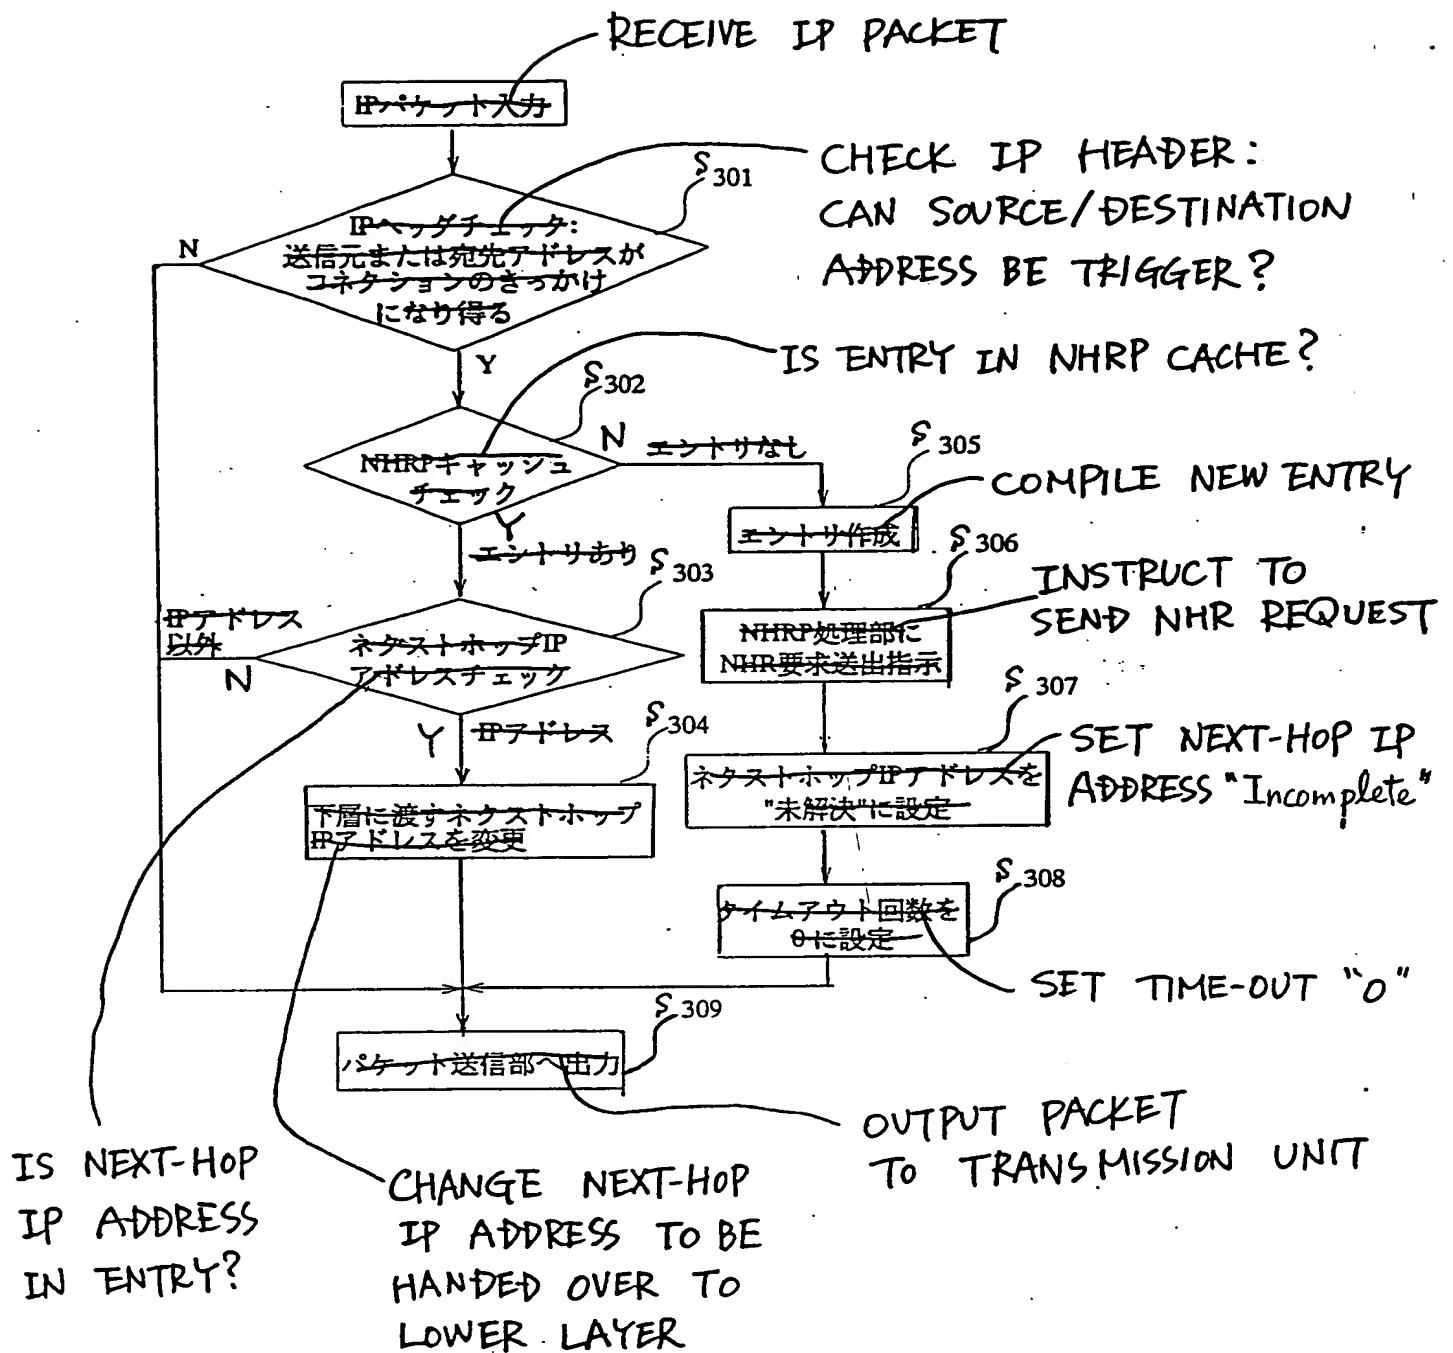 RECEIVE IP PACKET
IPパケット入力
S301
CHECK IP HEADER:
CAN SOURCE/DESTINATION
ADDRESS BE TRIGGER?
N
IPヘッダチェック:
送信元または宛先アドレスが
コネクションのきっかけ
になり得る
Y
IS ENTRY IN NHRP CACHE?
S302
N
エントリなし
NHRPキャッシュ
チェック
Y
エントリあり
S305
COMPILE NEW ENTRY
エントリ作成
S306
INSTRUCT TO
SEND NHR REQUEST
NHRP処理部に
NHR要求送出指示
S303
IPアドレス
以外
N
ネクストホップIP
アドレスチェック
Y
IPアドレス
S304
下層に渡すネクストホップ
IPアドレスを変更
S307
SET NEXT-HOP IP
ADDRESS "Incomplete"
ネクストホップIPアドレスを
"未解決"に設定
S308
タイムアウト回数を
0に設定
SET TIME-OUT "0"
S309
パケット送信部へ出力
OUTPUT PACKET
TO TRANSMISSION UNIT
IS NEXT-HOP
IP ADDRESS
IN ENTRY?
CHANGE NEXT-HOP
IP ADDRESS TO BE
HANDED OVER TO
LOWER LAYER